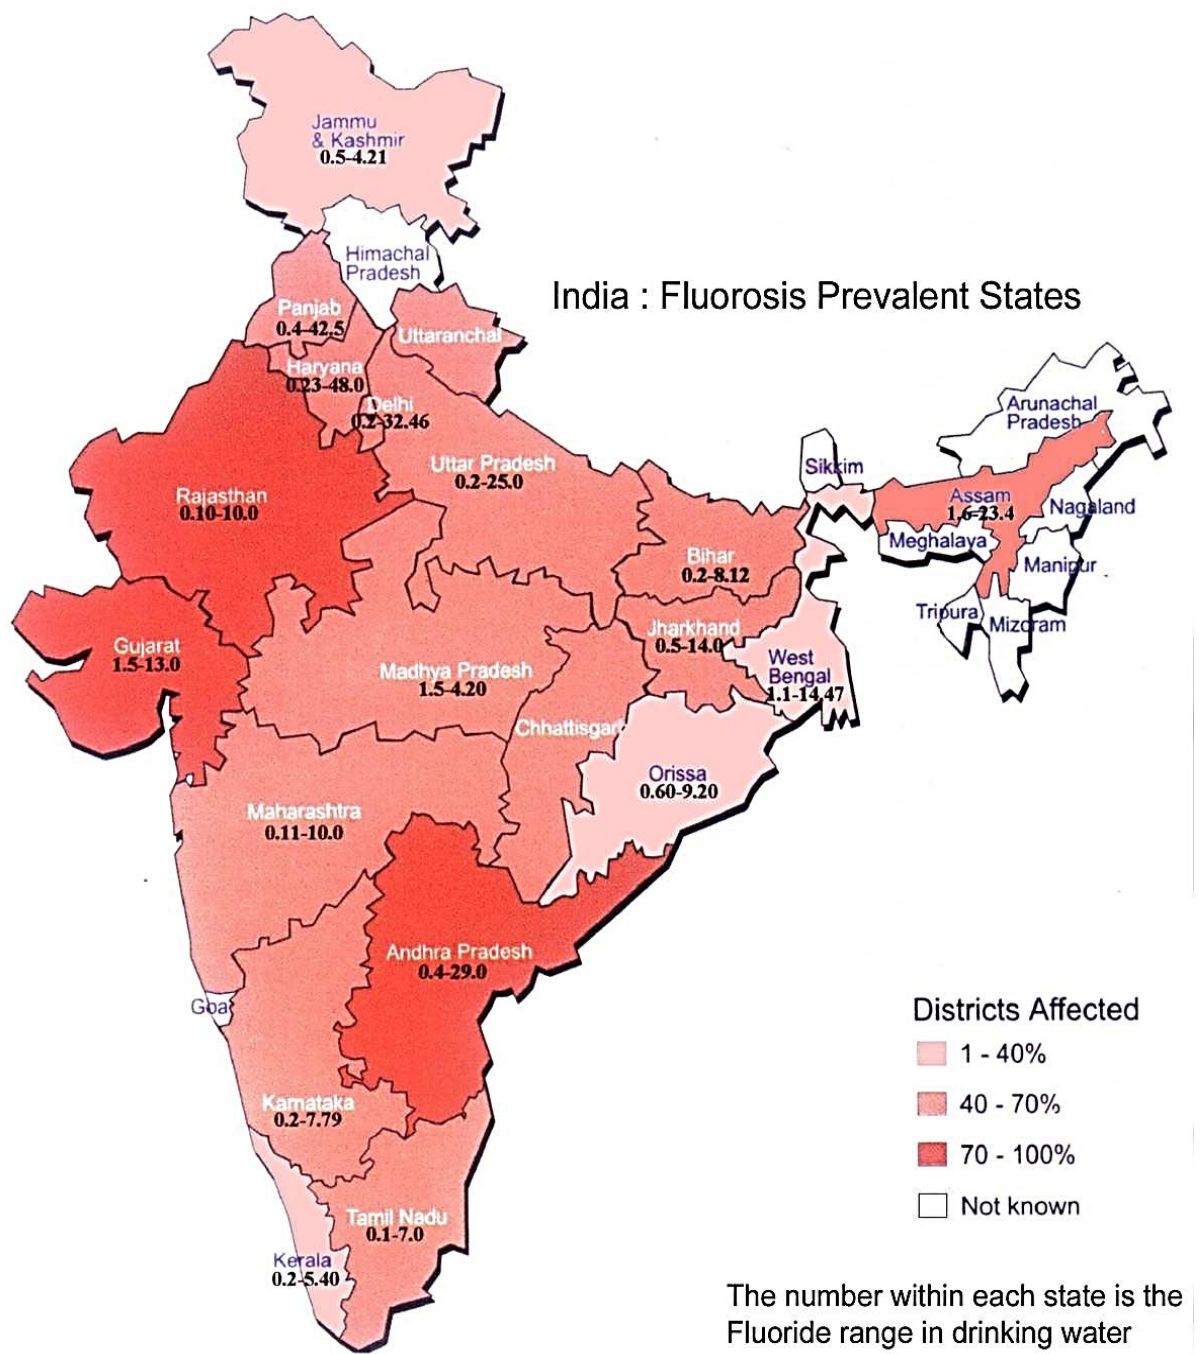 Jammu
& Kashmir
0.5-4.21
Himachal
Pradesh
India : Fluorosis Prevalent States
Panjab
0.4-42.5
Uttaranchal
Haryana
0.23-48.0
Delhi
0.2-32.46
Arunachal
Pradesh
Uttar Pradesh
0.2-25.0
Sikkim
Rajasthan
0.10-10.0
Assam
1.6-23.4
Nagaland
Meghalaya
Bihar
0.2-8.12
Manipur
Tripura
Mizoram
Jharkhand
0.5-14.0
Gujarat
1.5-13.0
Madhya Pradesh
1.5-4.20
West
Bengal
1.1-14.47
Chhattisgarh
Orissa
0.60-9.20
Maharashtra
0.11-10.0
Andhra Pradesh
0.4-29.0
Goa
Karnataka
0.2-7.79
Tamil Nadu
0.1-7.0
Kerala
0.2-5.40
Districts Affected
1 - 40%
40 - 70%
70 - 100%
Not known
The number within each state is the
Fluoride range in drinking water